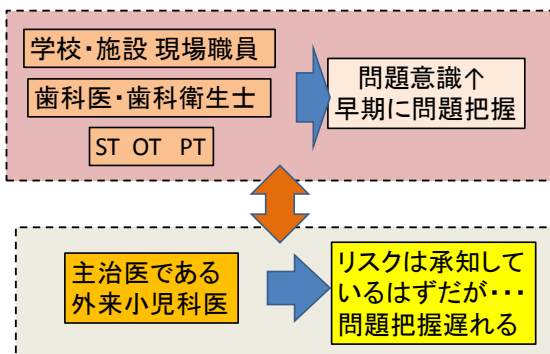 学校・施設 現場職員
歯科医・歯科衛生士
ST OT PT
問題意識↑
早期に問題把握
主治医である
外来小児科医
リスクは承知して
いるはずだが・・・
問題把握遅れる